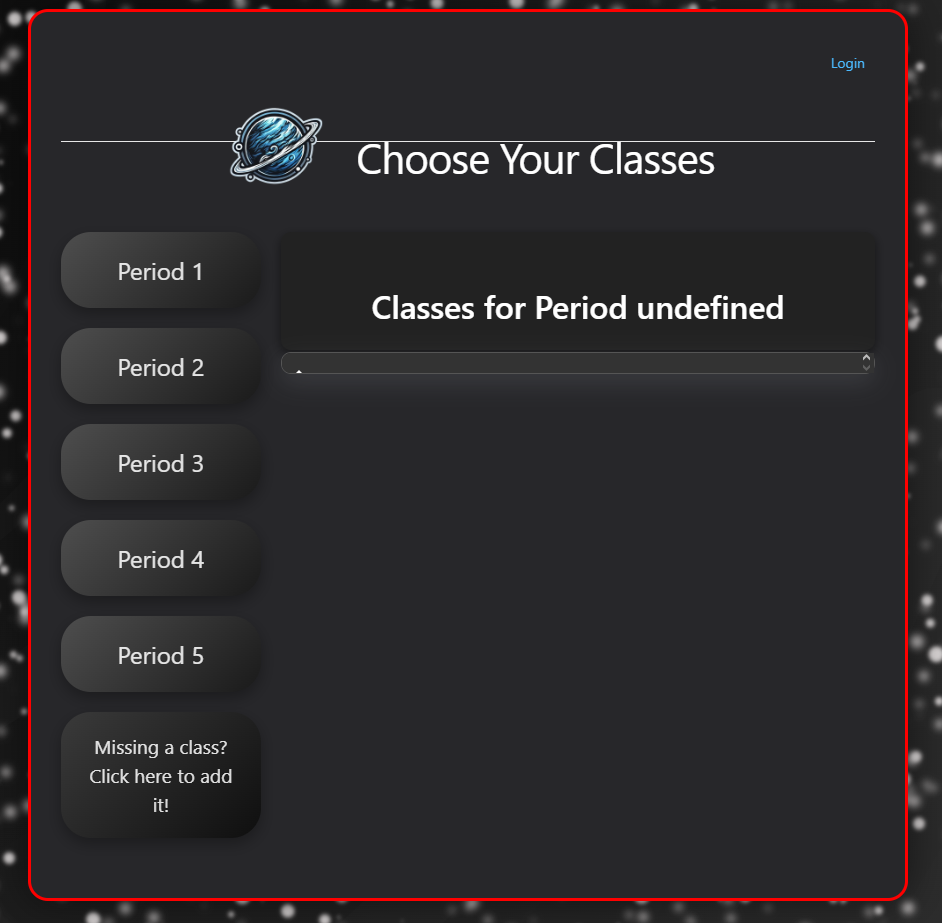 Login
Choose Your Classes
Period 1
Classes for Period undefined
Period 2
Period 3
Period 4
Period 5
Missing a class?
Click here to add
it!